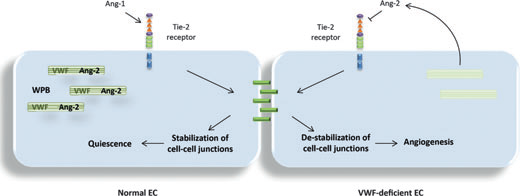 Ang-1
Tie-2
receptor
VWF Ang-2
WPB
VWF Ang-2
VWF Ang-2
Quiescence
Stabilization of
cell-cell junctions
Normal EC
Ang-2
Tie-2
receptor
De-stabilization of
cell-cell junctions
Angiogenesis
VWF-deficient EC